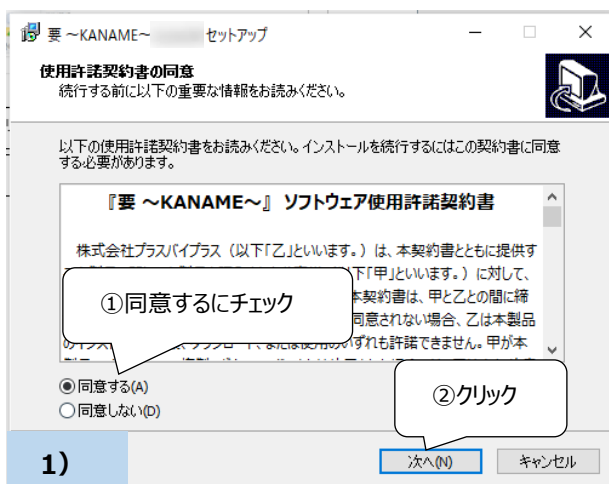 要 ~KANAME~ セットアップ
使用許諾契約書の同意
続行する前に以下の重要な情報をお読みください。
以下の使用許諾契約書をお読みください。インストールを続行するにはこの契約書に同意
する必要があります。
『要 ~KANAME~』 ソフトウェア使用許諾契約書
株式会社プラスバイプラス（以下「乙」といいます。）は、本契約書とともに提供す
下「甲」といいます。）に対して、
本契約書は、甲と乙との間に締
同意されない場合、乙は本製品
いずれも許諾できません。甲が本
①同意するにチェック
同意する(A)
同意しない(D)
②クリック
1）
次へ(N)
キャンセル